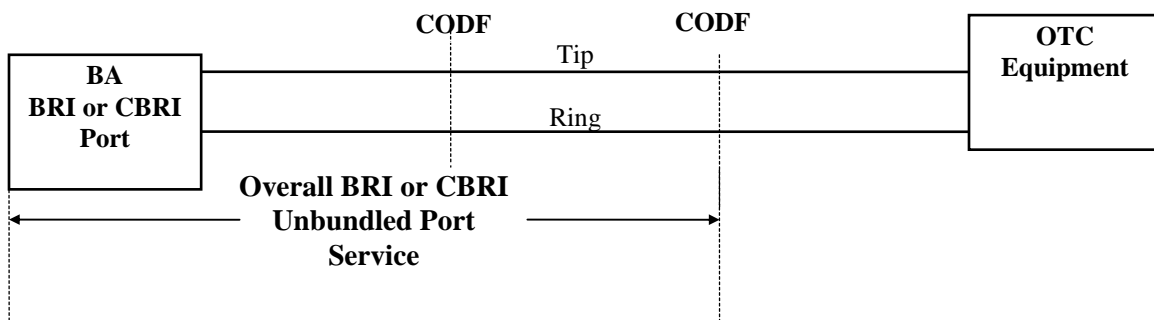 CODF
CODF
OTC
Equipment
Tip
BA
BRI or CBRI
Port
Ring
Overall BRI or CBRI
Unbundled Port
Service